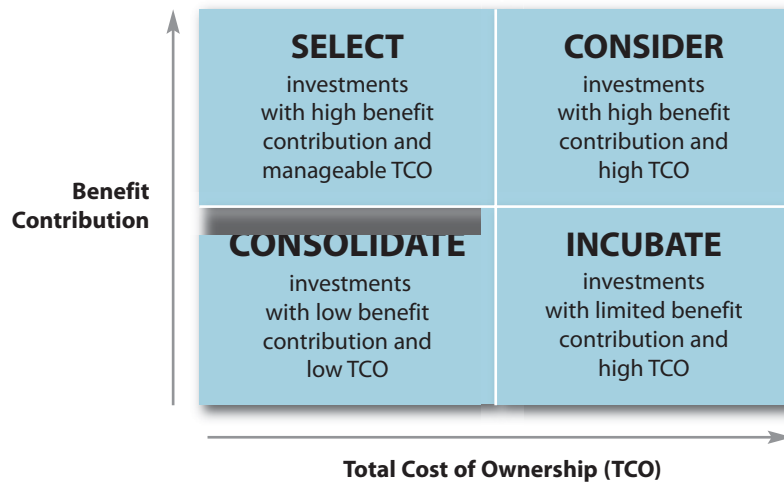 SELECT
investments
with high benefit
contribution and
manageable TCO
CONSIDER
investments
with high benefit
contribution and
high TCO
Benefit
Contribution
CONSOLIDATE
investments
with low benefit
contribution and
low TCO
INCUBATE
investments
with limited benefit
contribution and
high TCO
Total Cost of Ownership (TCO)